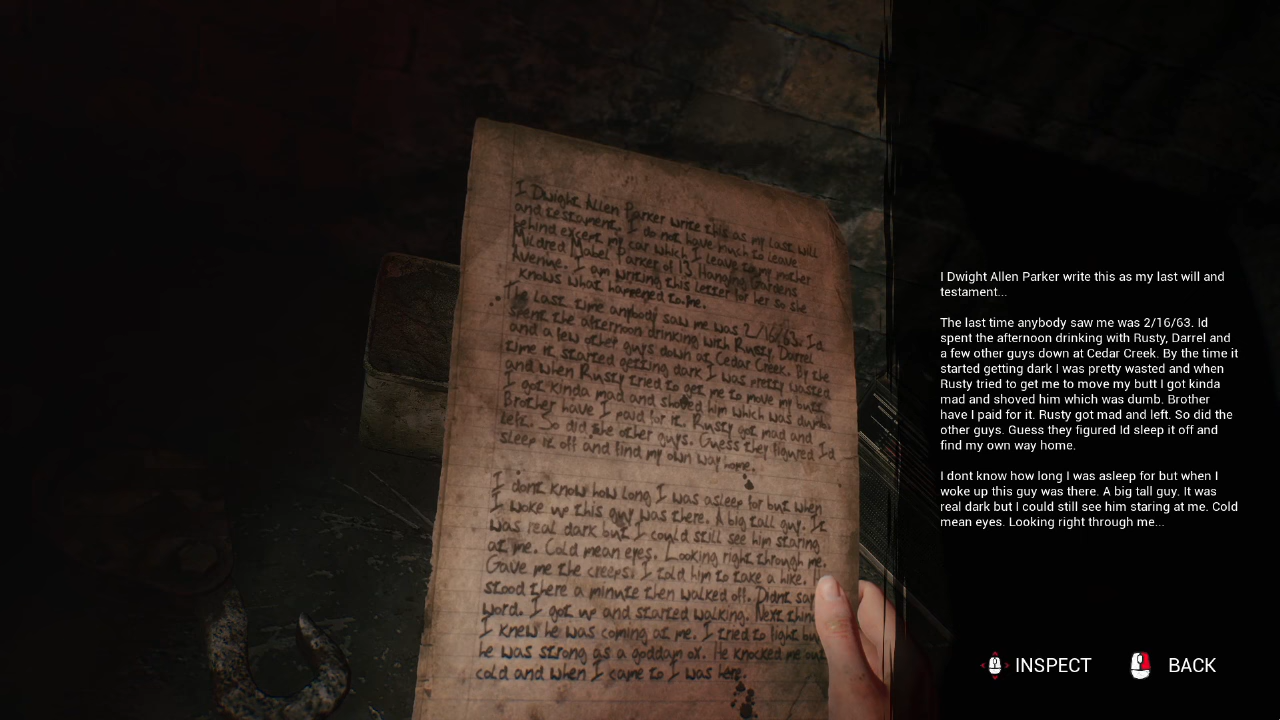 I Dwight Allen Parker write this as my last will
and testament. I do not have much to leave
behind except my car which I leave to my mother
Mildred Mabel Parker of 13 Hanging Gardens
Avenue. I am writing this letter for her so she
knows what happened to me.
The last time anybody saw me was 2/16/63. Id
spent the afternoon drinking with Rusty, Darrel
and a few other guys down at Cedar Creek. By the
time it started getting dark I was pretty wasted
and when Rusty tried to get me to move my butt
I got kinda mad and shoved him which was dumb.
Brother have I paid for it. Rusty got mad and
left. So did the other guys. Guess they figured Id
sleep it off and find my own way home.
I dont know how long I was asleep for but when
I woke up this guy was there. A big tall guy. It
was real dark but I could still see him staring
at me. Cold mean eyes. Looking right through me.
Gave me the creeps. I told him to take a hike.
stood there a minute then walked off. Didnt
word. I got up and started walking. Next
I knew he was coming at me. I tried to fight
he was strong as a goddam ox. He knocked me out
cold and when I came to I was here.
I Dwight Allen Parker write this as my last will and
testament...
The last time anybody saw me was 2/16/63. Id
spent the afternoon drinking with Rusty, Darrel and
a few other guys down at Cedar Creek. By the time it
started getting dark I was pretty wasted and when
Rusty tried to get me to move my butt I got kinda
mad and shoved him which was dumb. Brother
have I paid for it. Rusty got mad and left. So did the
other guys. Guess they figured Id sleep it off and
find my own way home.
I dont know how long I was asleep for but when I
woke up this guy was there. A big tall guy. It was
real dark but I could still see him staring at me. Cold
mean eyes. Looking right through me...
INSPECT
BACK